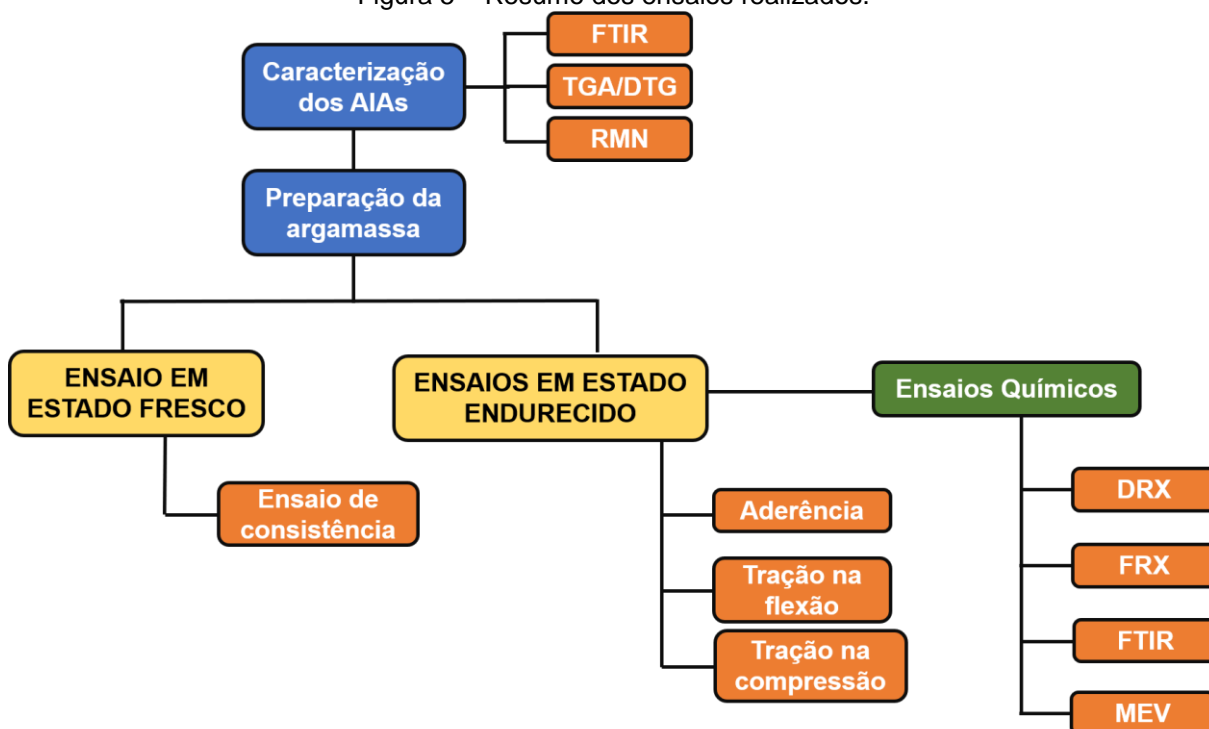 FTIR
Caracterização
dos AIAs
TGA/DTG
RMN
Preparação da
argamassa
ENSAIO EM
ESTADO FRESCO
ENSAIOS EM ESTADO
ENDURECIDO
Ensaios Químicos
Ensaio de
consistência
Aderência
Tração na
flexão
Tração na
compressão
DRX
FRX
FTIR
MEV